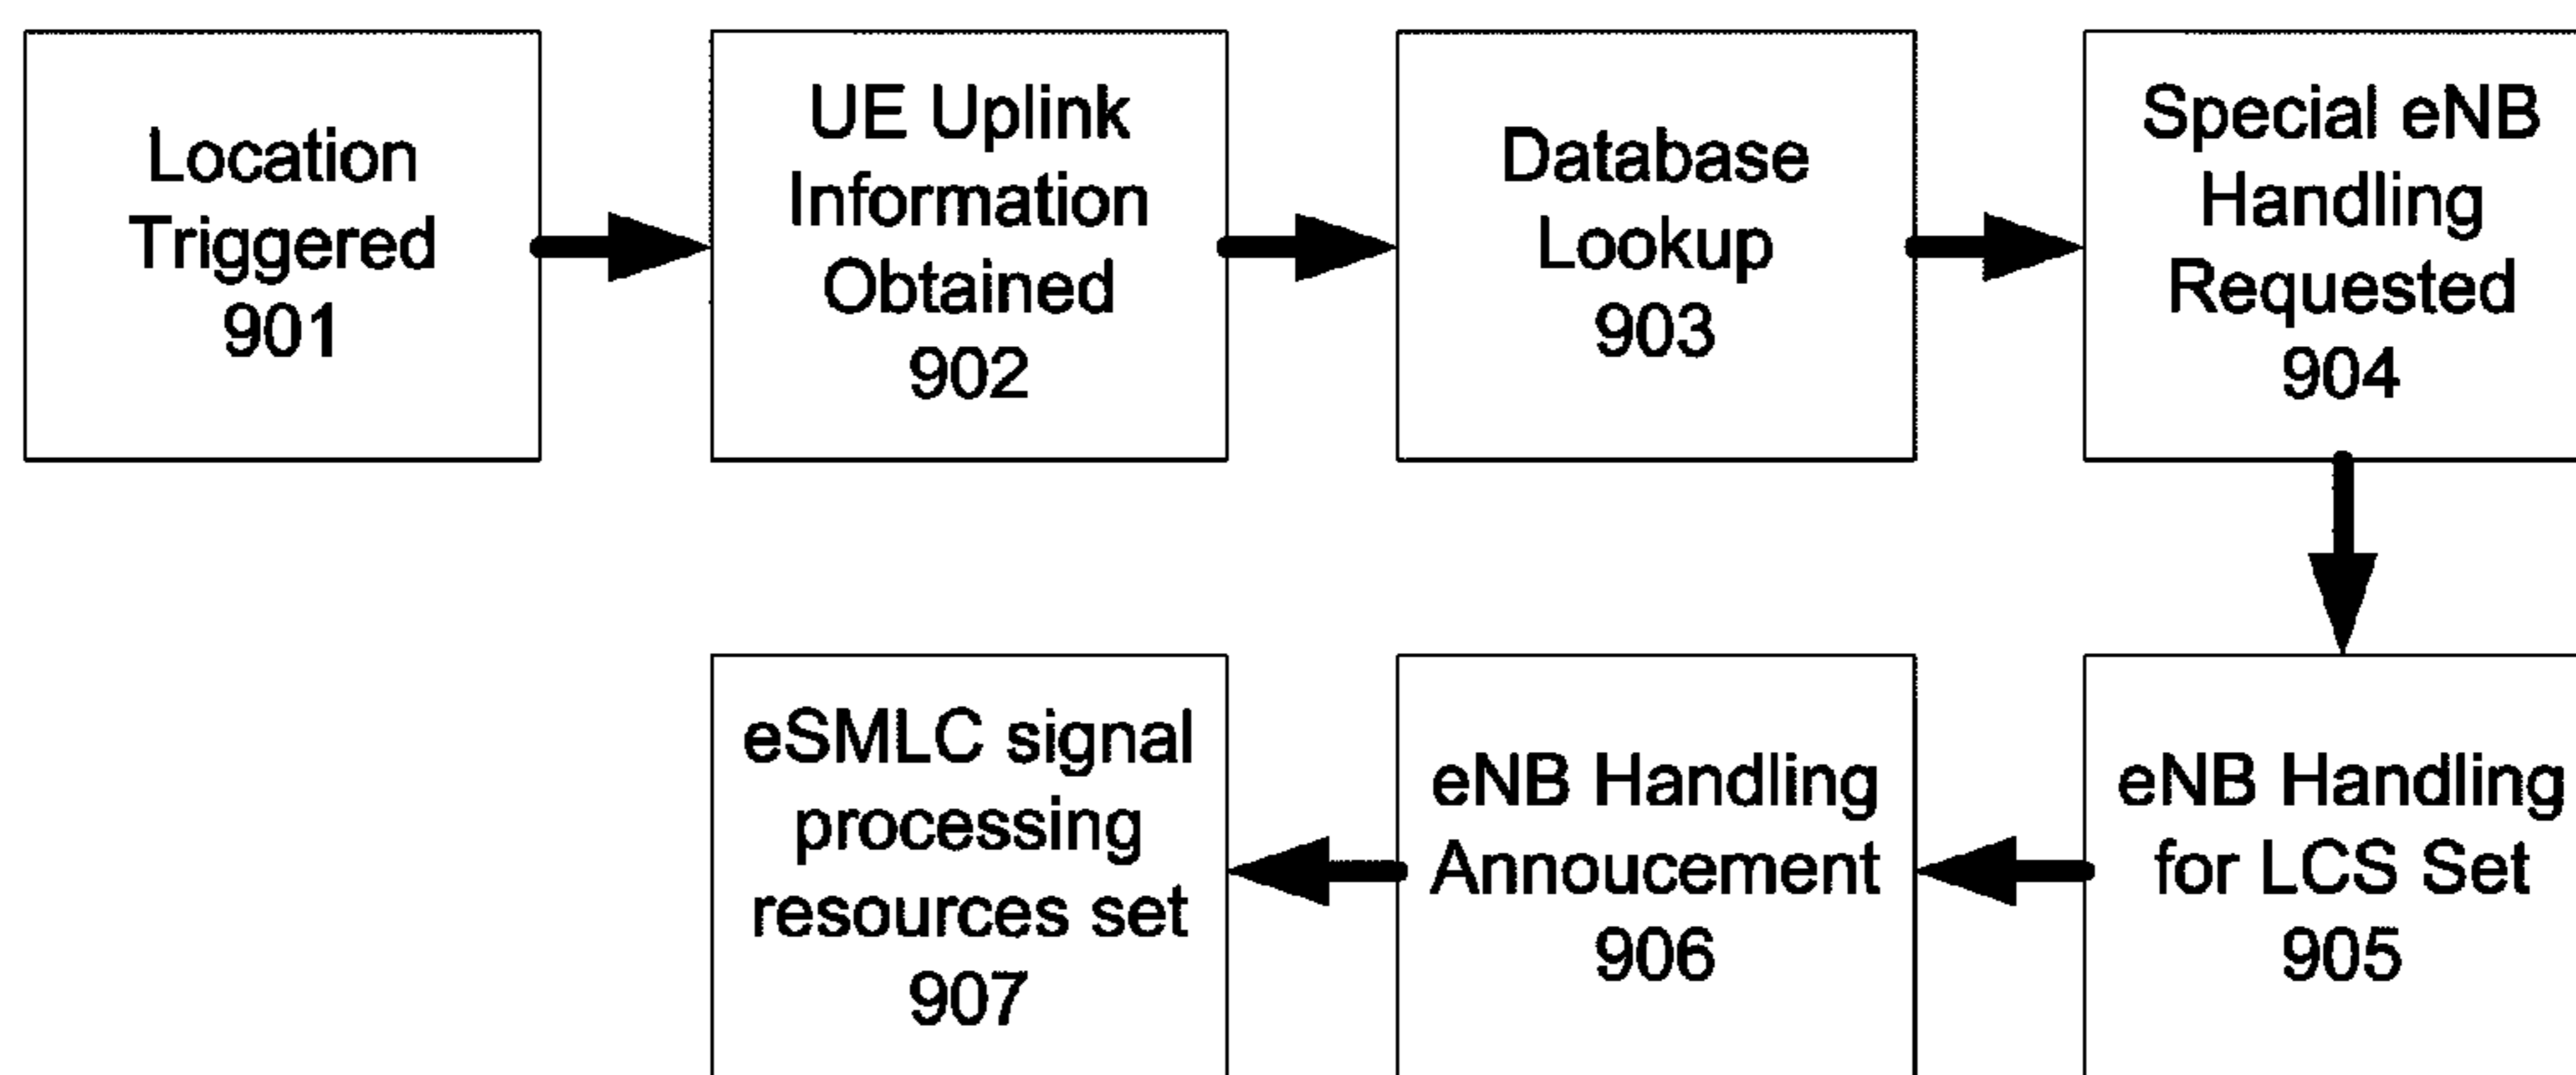 Location
Triggered
901
UE Uplink
Information
Obtained
902
Database
Lookup
903
Special eNB
Handling
Requested
904
eNB Handling
for LCS Set
905
eNB Handling
Annoucement
906
eSMLC signal
processing
resources set
907